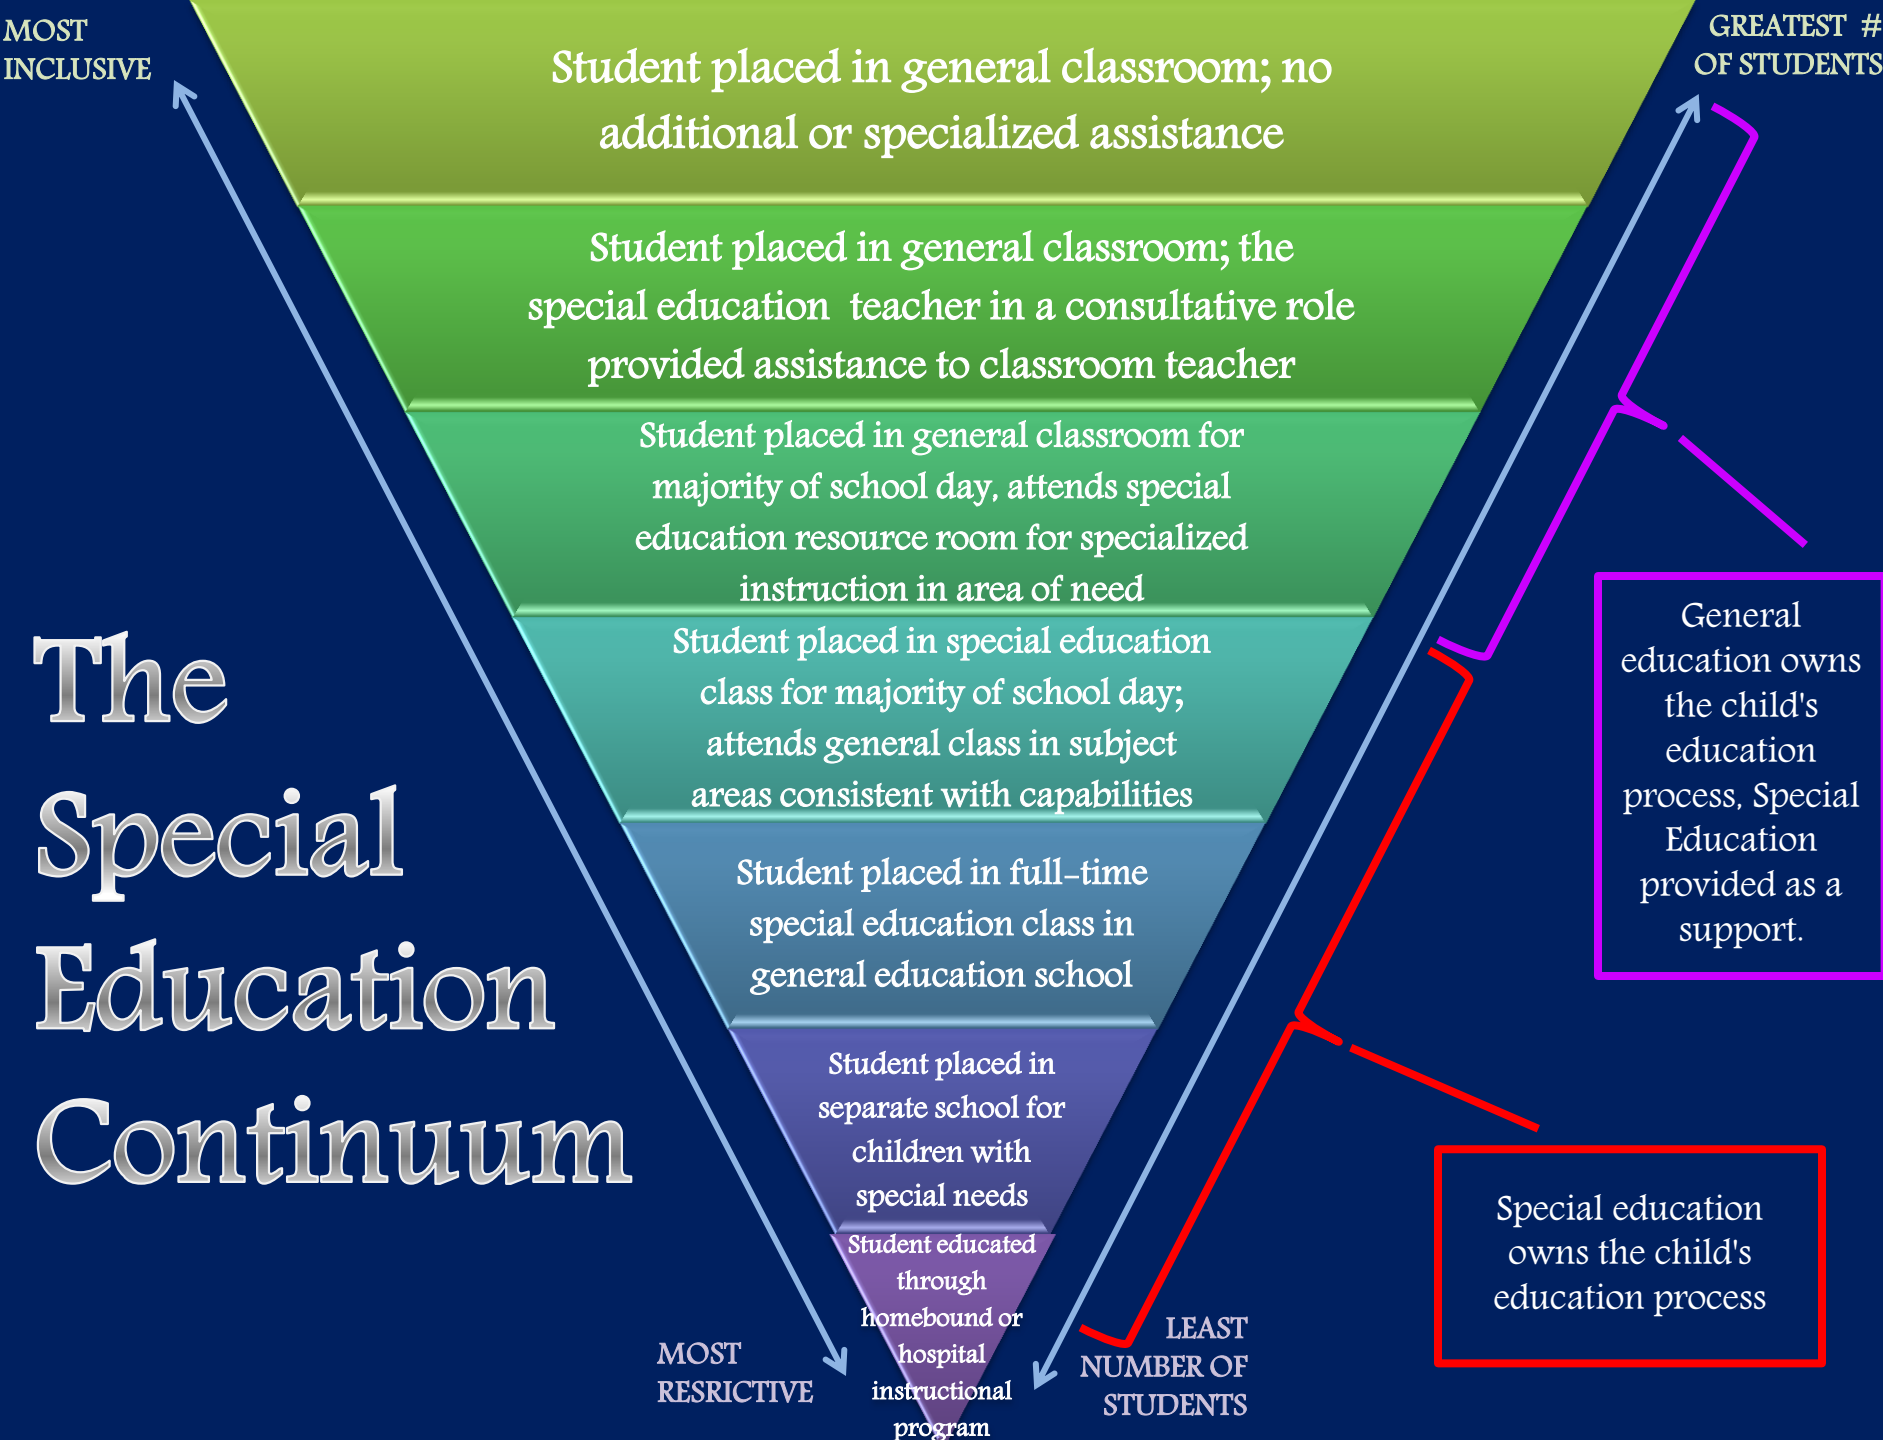 MOST
INCLUSIVE
GREATEST  #
OF STUDENTS
Student placed in general classroom; no
additional or specialized assistance
Student placed in general classroom; the
special education  teacher in a consultative role
provided assistance to classroom teacher
Student placed in general classroom for
majority of school day, attends special
education resource room for specialized
instruction in area of need
Student placed in special education
class for majority of school day;
attends general class in subject
areas consistent with capabilities
Student placed in full-time
special education class in
general education school
Student placed in
separate school for
children with
special needs
Student educated
through
homebound or
hospital
instructional
program
The
Special
Education
Continuum
General
education owns
the child's
education
process, Special
Education
provided as a
support.
Special education
owns the child's
education process
MOST
RESRICTIVE
LEAST
NUMBER OF
STUDENTS